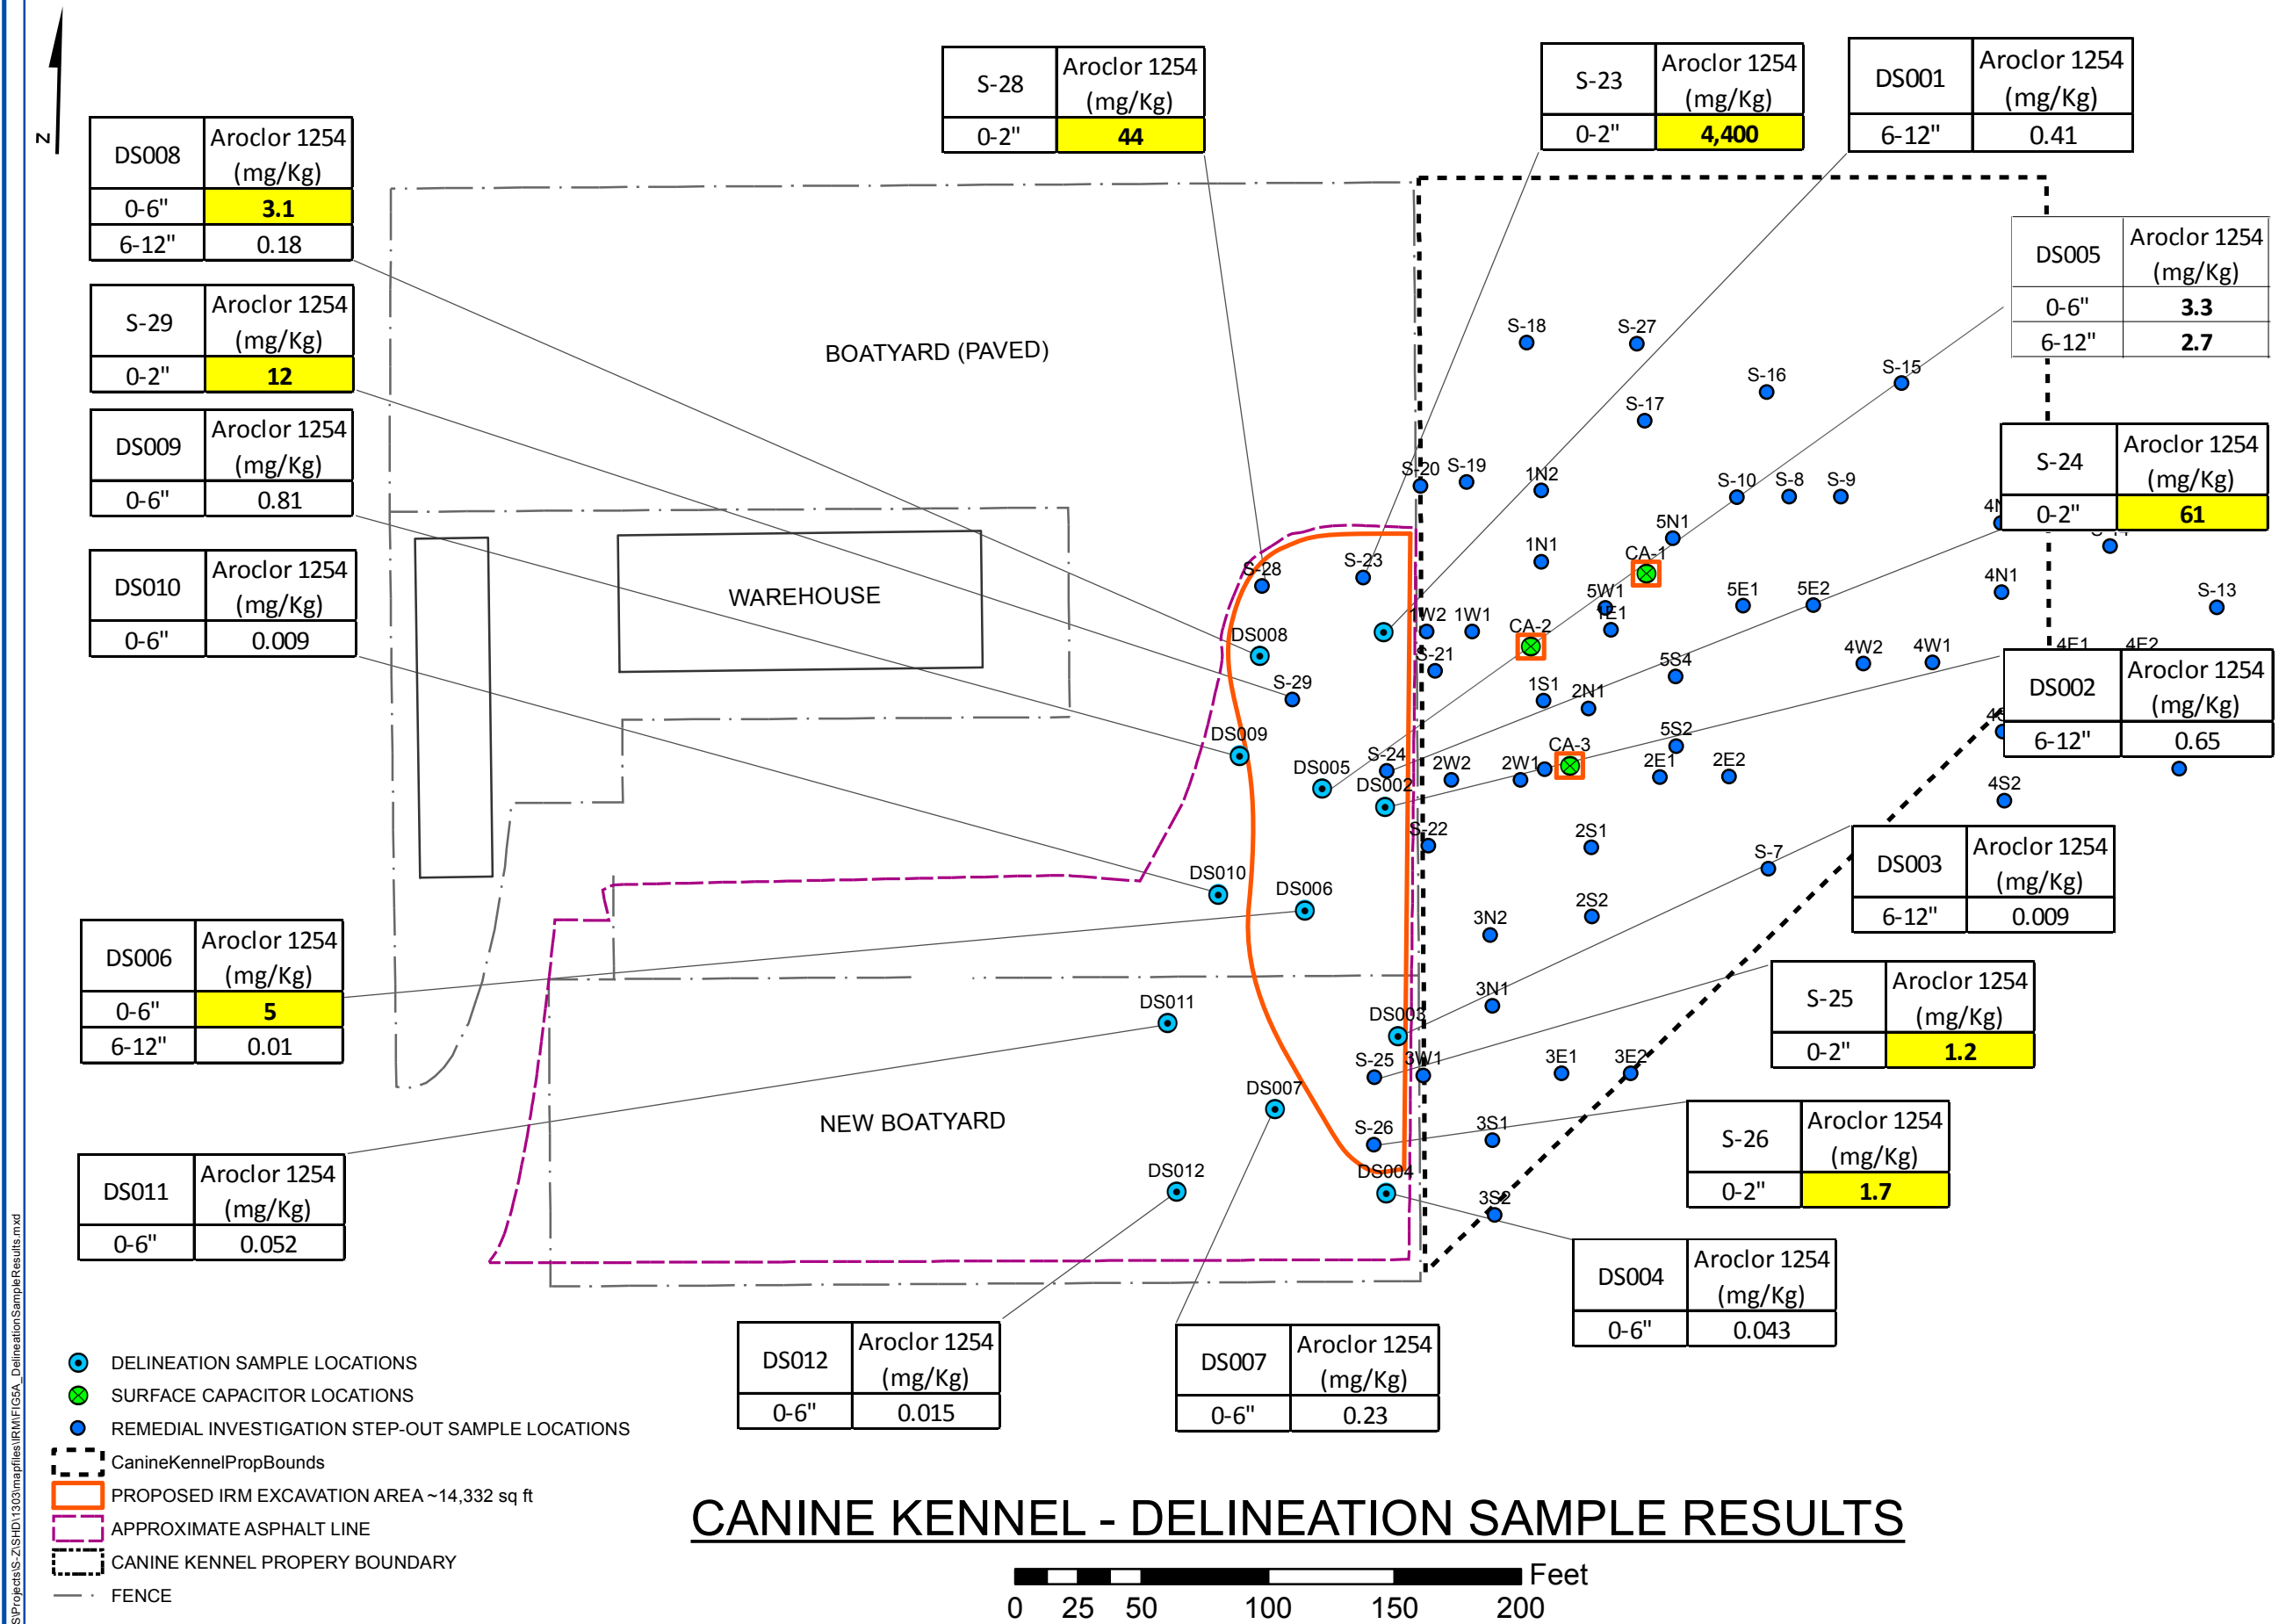 N
S-28 Aroclor 1254 (mg/Kg)
0-2" 44
S-23 Aroclor 1254 (mg/Kg)
0-2" 4,400
DS001 Aroclor 1254 (mg/Kg)
6-12" 0.41
DS008 Aroclor 1254 (mg/Kg)
0-6" 3.1
6-12" 0.18
DS005 Aroclor 1254 (mg/Kg)
0-6" 3.3
6-12" 2.7
S-29 Aroclor 1254 (mg/Kg)
0-2" 12
DS009 Aroclor 1254 (mg/Kg)
0-6" 0.81
S-24 Aroclor 1254 (mg/Kg)
0-2" 61
DS010 Aroclor 1254 (mg/Kg)
0-6" 0.009
DS002 Aroclor 1254 (mg/Kg)
6-12" 0.65
DS003 Aroclor 1254 (mg/Kg)
6-12" 0.009
DS006 Aroclor 1254 (mg/Kg)
0-6" 5
6-12" 0.01
S-25 Aroclor 1254 (mg/Kg)
0-2" 1.2
S-26 Aroclor 1254 (mg/Kg)
0-2" 1.7
DS011 Aroclor 1254 (mg/Kg)
0-6" 0.052
DS004 Aroclor 1254 (mg/Kg)
0-6" 0.043
DS012 Aroclor 1254 (mg/Kg)
0-6" 0.015
DS007 Aroclor 1254 (mg/Kg)
0-6" 0.23
BOATYARD (PAVED)
WAREHOUSE
NEW BOATYARD
S-18
S-27
S-16
S-15
S-17
S-20
S-19
1N2
S-10
S-8
S-9
5N1
1N1
CA-1
S-28
S-23
4N1
S-13
5W1
1E1
5E1
5E2
1W2
1W1
CA-2
DS008
S-21
4W2
4W1
4E1
4E2
5S4
S-29
1S1
2N1
DS009
5S2
CA-3
S-24
DS005
DS002
2W2
2W1
2E1
2E2
4S2
S-22
2S1
S-7
DS010
DS006
2S2
3N2
DS011
3N1
DS003
S-25
3W1
3E1
3E2
DS007
S-26
3S1
DS012
DS004
3S2
DELINEATION SAMPLE LOCATIONS
SURFACE CAPACITOR LOCATIONS
REMEDIAL INVESTIGATION STEP-OUT SAMPLE LOCATIONS
CanineKennelPropBounds
PROPOSED IRM EXCAVATION AREA ~14,332 sq ft
APPROXIMATE ASPHALT LINE
CANINE KENNEL PROPERY BOUNDARY
FENCE
CANINE KENNEL - DELINEATION SAMPLE RESULTS
Feet
0 25 50 100 150 200
S\Projects\S-Z\SHD\11303\mapfiles\IRM\FIG5A_DelineationSampleResults.mxd